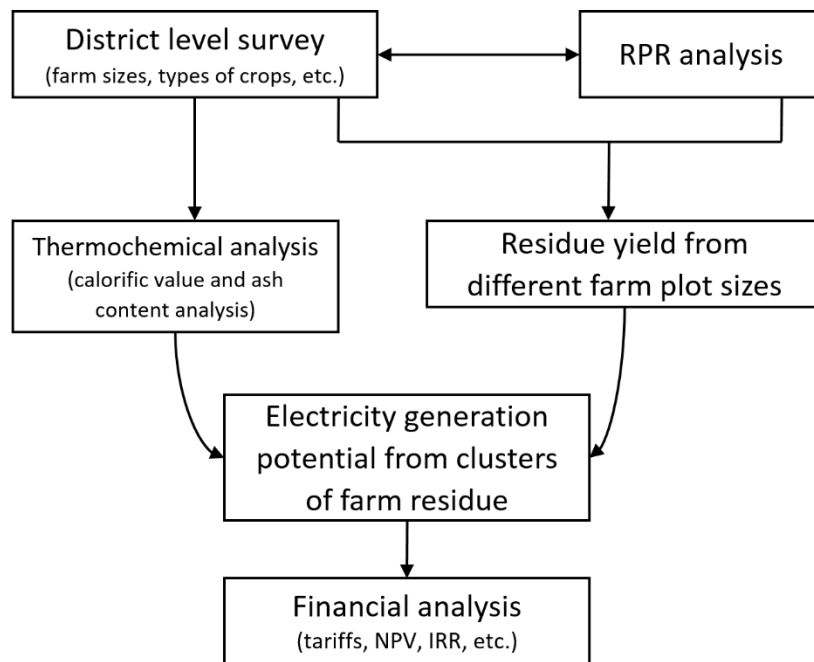 District level survey
(farm sizes, types of crops, etc.)
RPR analysis
Thermochemical analysis
(calorific value and ash
content analysis)
Residue yield from
different farm plot sizes
Electricity generation
potential from clusters
of farm residue
Financial analysis
(tariffs, NPV, IRR, etc.)